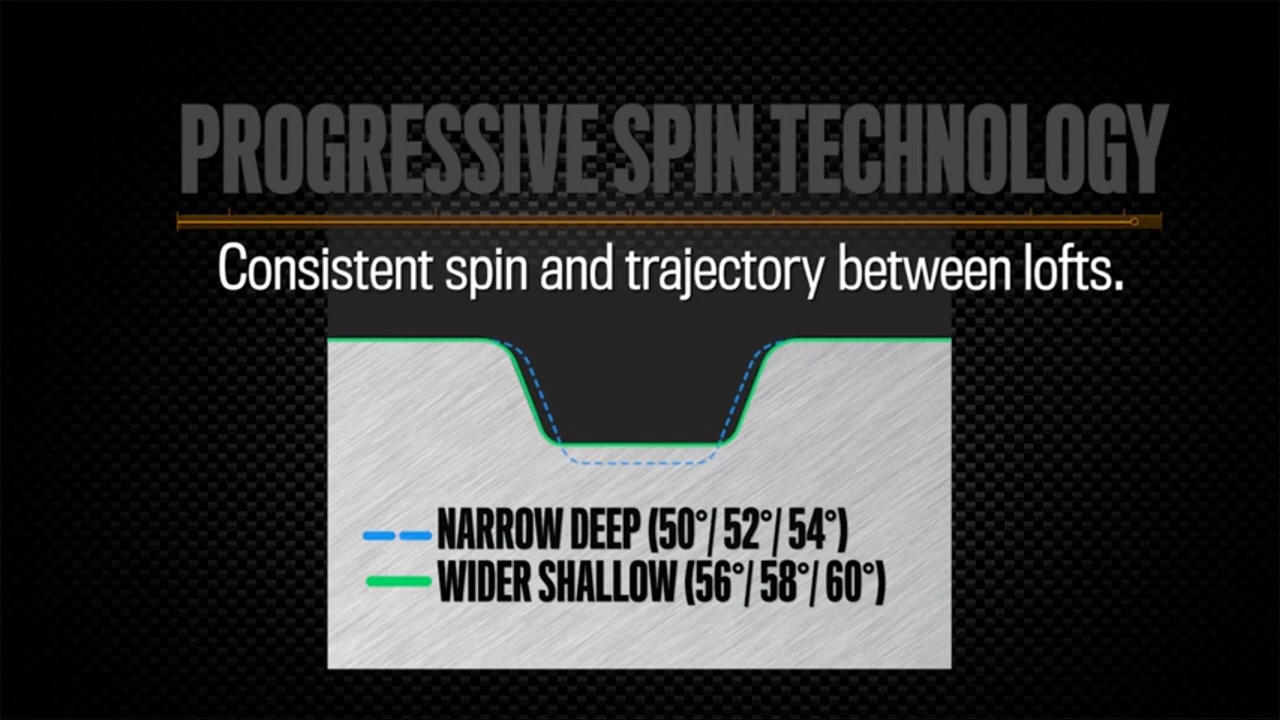 PROGRESSIVE SPIN TECHNOLOGY
Consistent spin and trajectory between lofts.
NARROW DEEP (50°/ 52°/ 54°)
WIDER SHALLOW (56°/ 58°/ 60°)